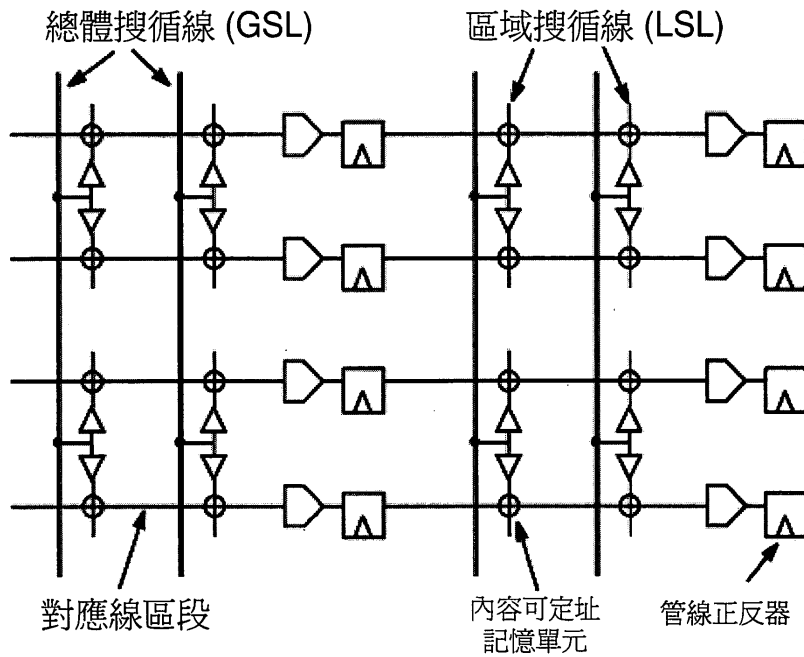 總體搜循線 (GSL)
區域搜循線 (LSL)
對應線區段
內容可定址
記憶單元
管線正反器